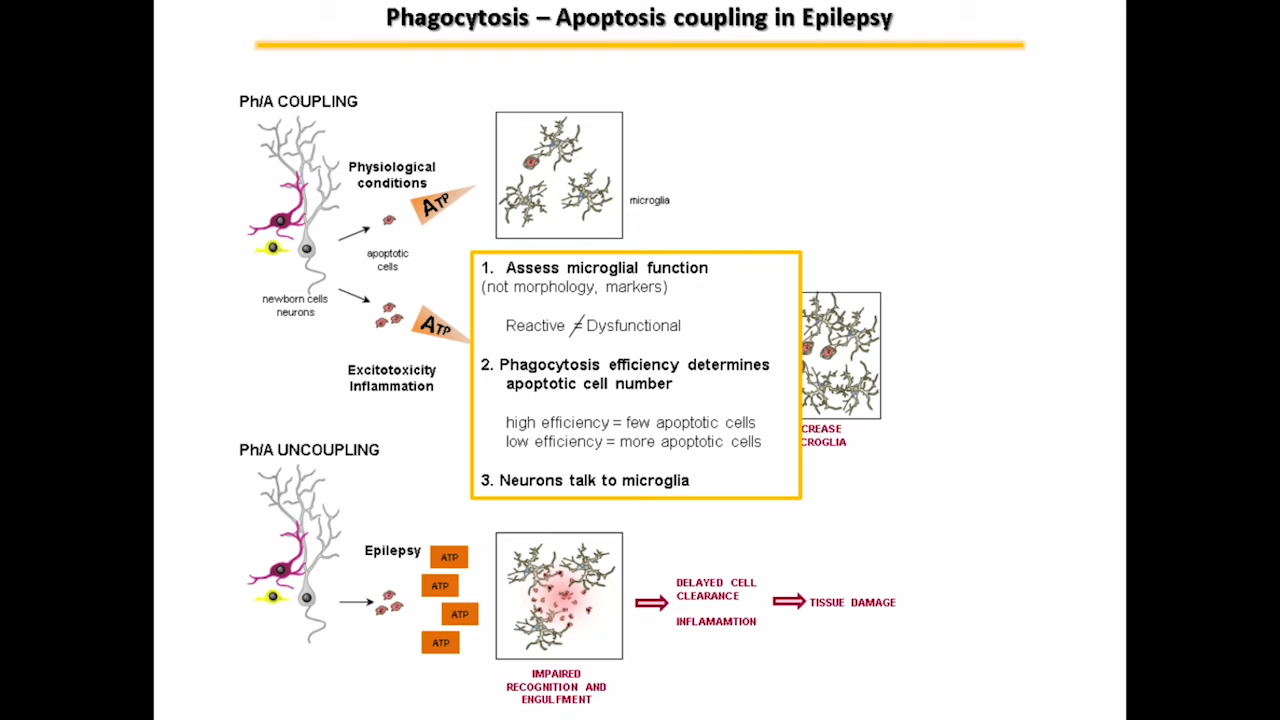 Phagocytosis – Apoptosis coupling in Epilepsy
Ph/A COUPLING
Physiological
conditions
ATP
microglia
apoptotic
cells
newborn cells
neurons
ATP
Excitotoxicity
Inflammation
1. Assess microglial function
(not morphology, markers)
Reactive ≠ Dysfunctional
2. Phagocytosis efficiency determines
apoptotic cell number
high efficiency = few apoptotic cells
low efficiency = more apoptotic cells
3. Neurons talk to microglia
CREASE
CROGLIA
Ph/A UNCOUPLING
Epilepsy
ATP
ATP
ATP
ATP
IMPAIRED
RECOGNITION AND
ENGULFMENT
DELAYED CELL
CLEARANCE
INFLAMAMTION
TISSUE DAMAGE